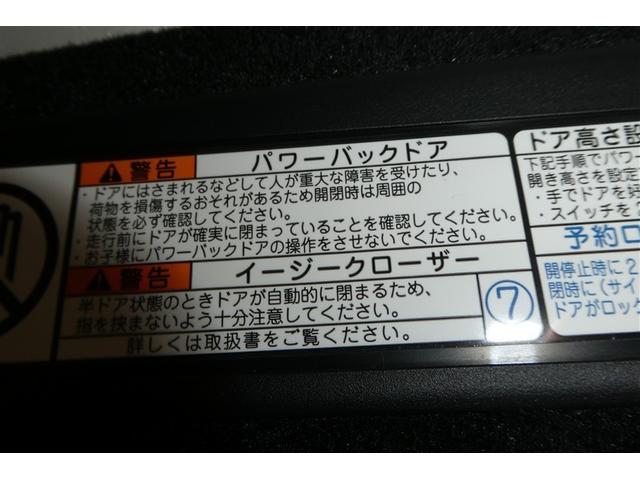 警告 パワーバックドア
・ドアにはさまれるなどして人が重大な障害を受けたり、
荷物を損傷するおそれがあるため開閉時は周囲の
状態を必ず確認してください。
・走行前にドアが確実に閉まっていることを確認してください。
・お子様にパワーバックドアの操作をさせないでください。
警告 イージークローザー
半ドア状態のときドアが自動的に閉まるため、
指を挟まないよう十分注意してください。
詳しくは取扱書をご覧ください。
⑦
ドア高さ設
下記手順でパワ
開き高さを設定
・手でドアを
・スイッチを
予約ロ
開停止時に2
閉時に(サイ
ドアがロッ